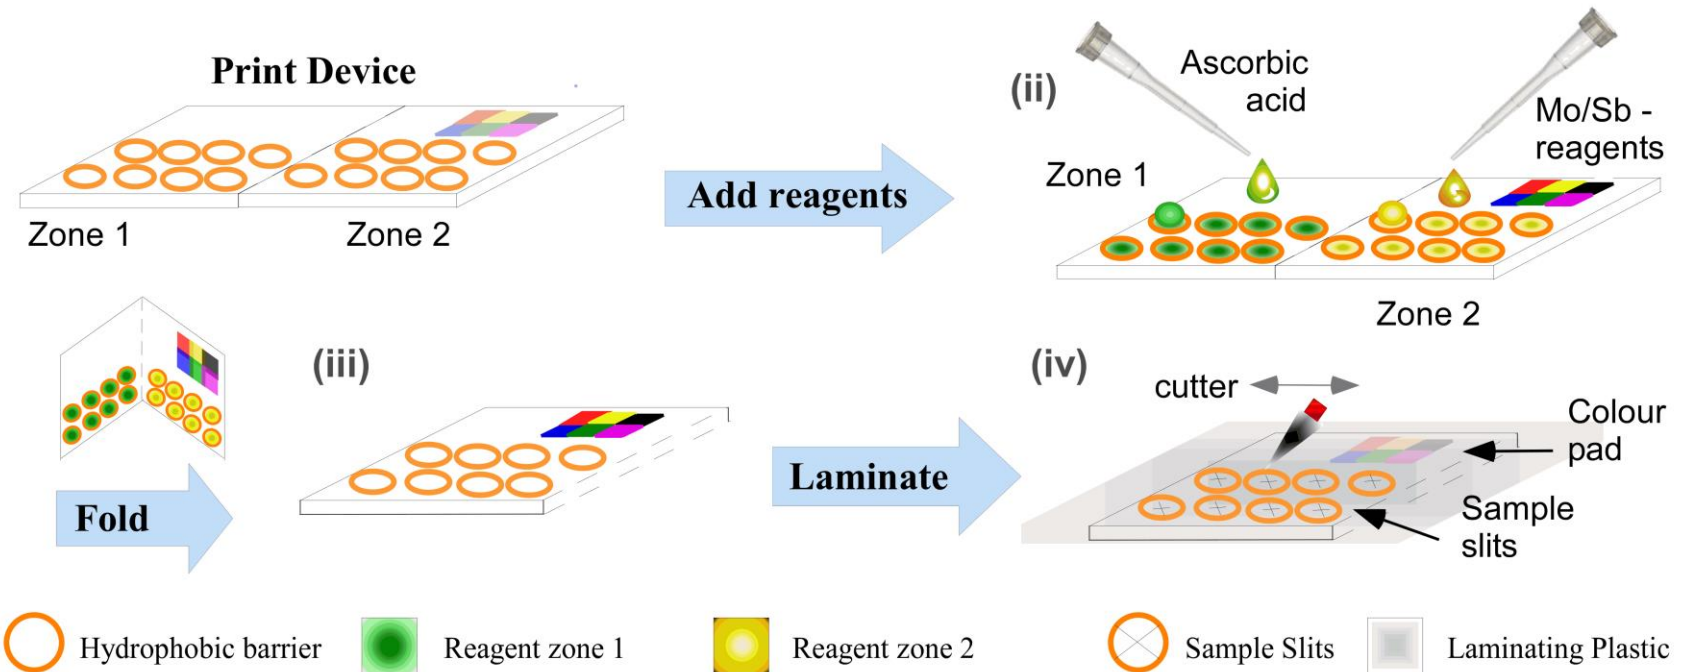 Print Device
Zone 1
Zone 2
Add reagents
(ii)
Ascorbic
acid
Mo/Sb -
reagents
Zone 1
Zone 2
Fold
(iii)
Laminate
(iv)
cutter
Colour
pad
Sample
slits
Hydrophobic barrier
Reagent zone 1
Reagent zone 2
Sample Slits
Laminating Plastic